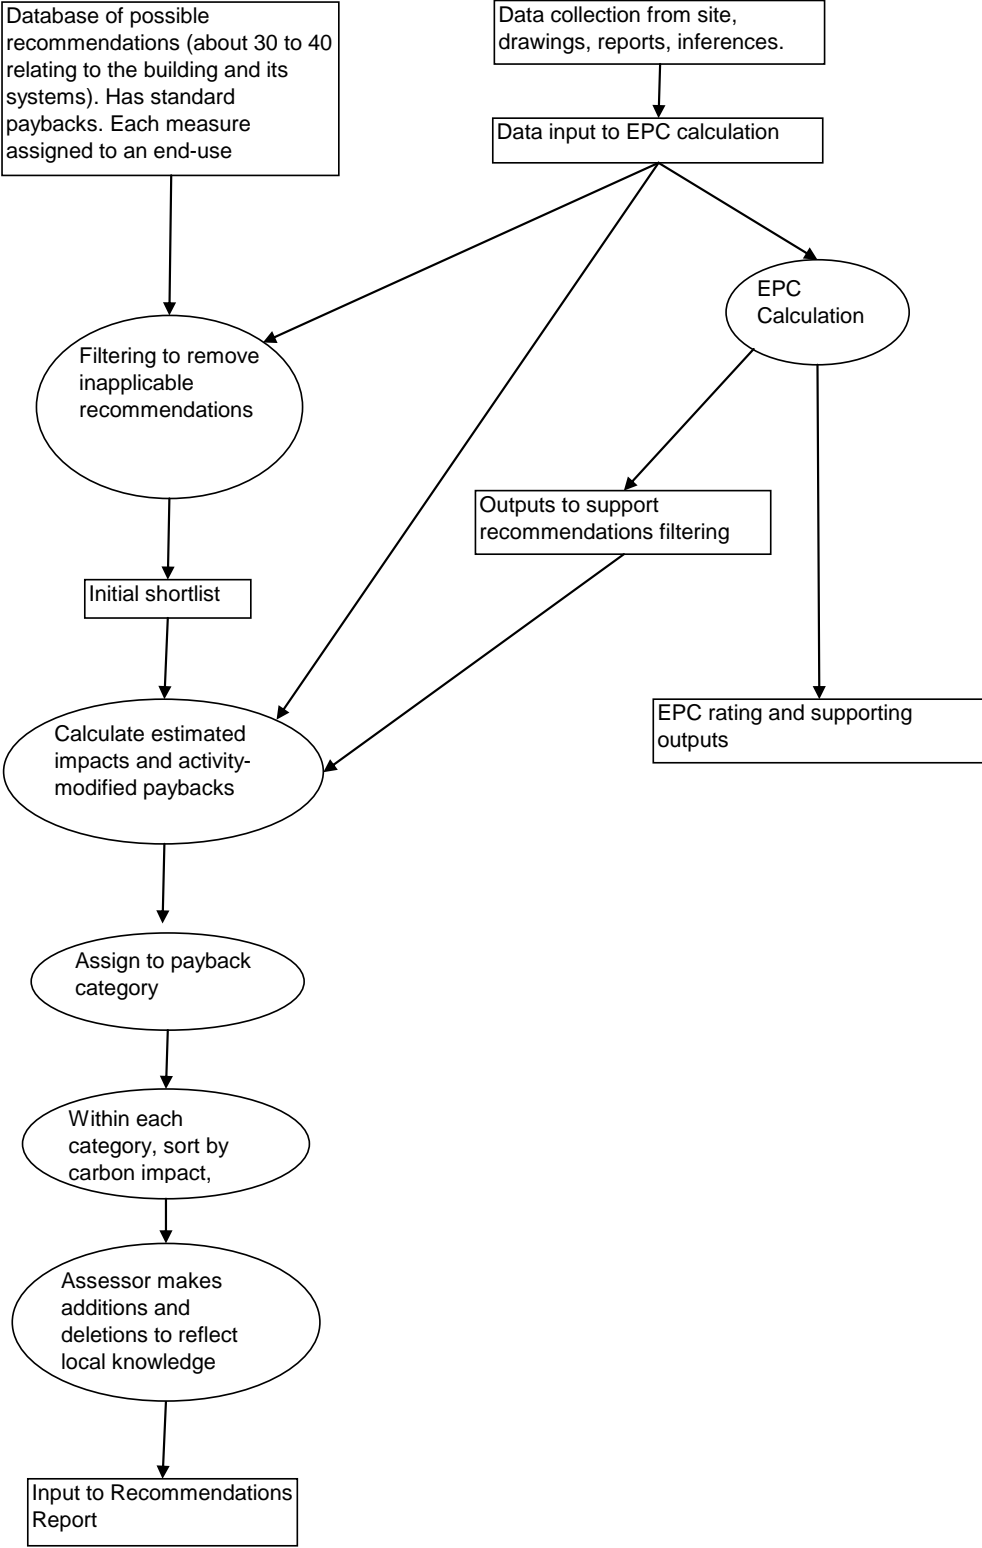 Database of possible
recommendations (about 30 to 40
relating to the building and its
systems). Has standard
paybacks. Each measure
assigned to an end-use
Data collection from site,
drawings, reports, inferences.
Data input to EPC calculation
EPC
Calculation
Filtering to remove
inapplicable
recommendations
Outputs to support
recommendations filtering
Initial shortlist
EPC rating and supporting
outputs
Calculate estimated
impacts and activity-
modified paybacks
Assign to payback
category
Within each
category, sort by
carbon impact,
Assessor makes
additions and
deletions to reflect
local knowledge
Input to Recommendations
Report